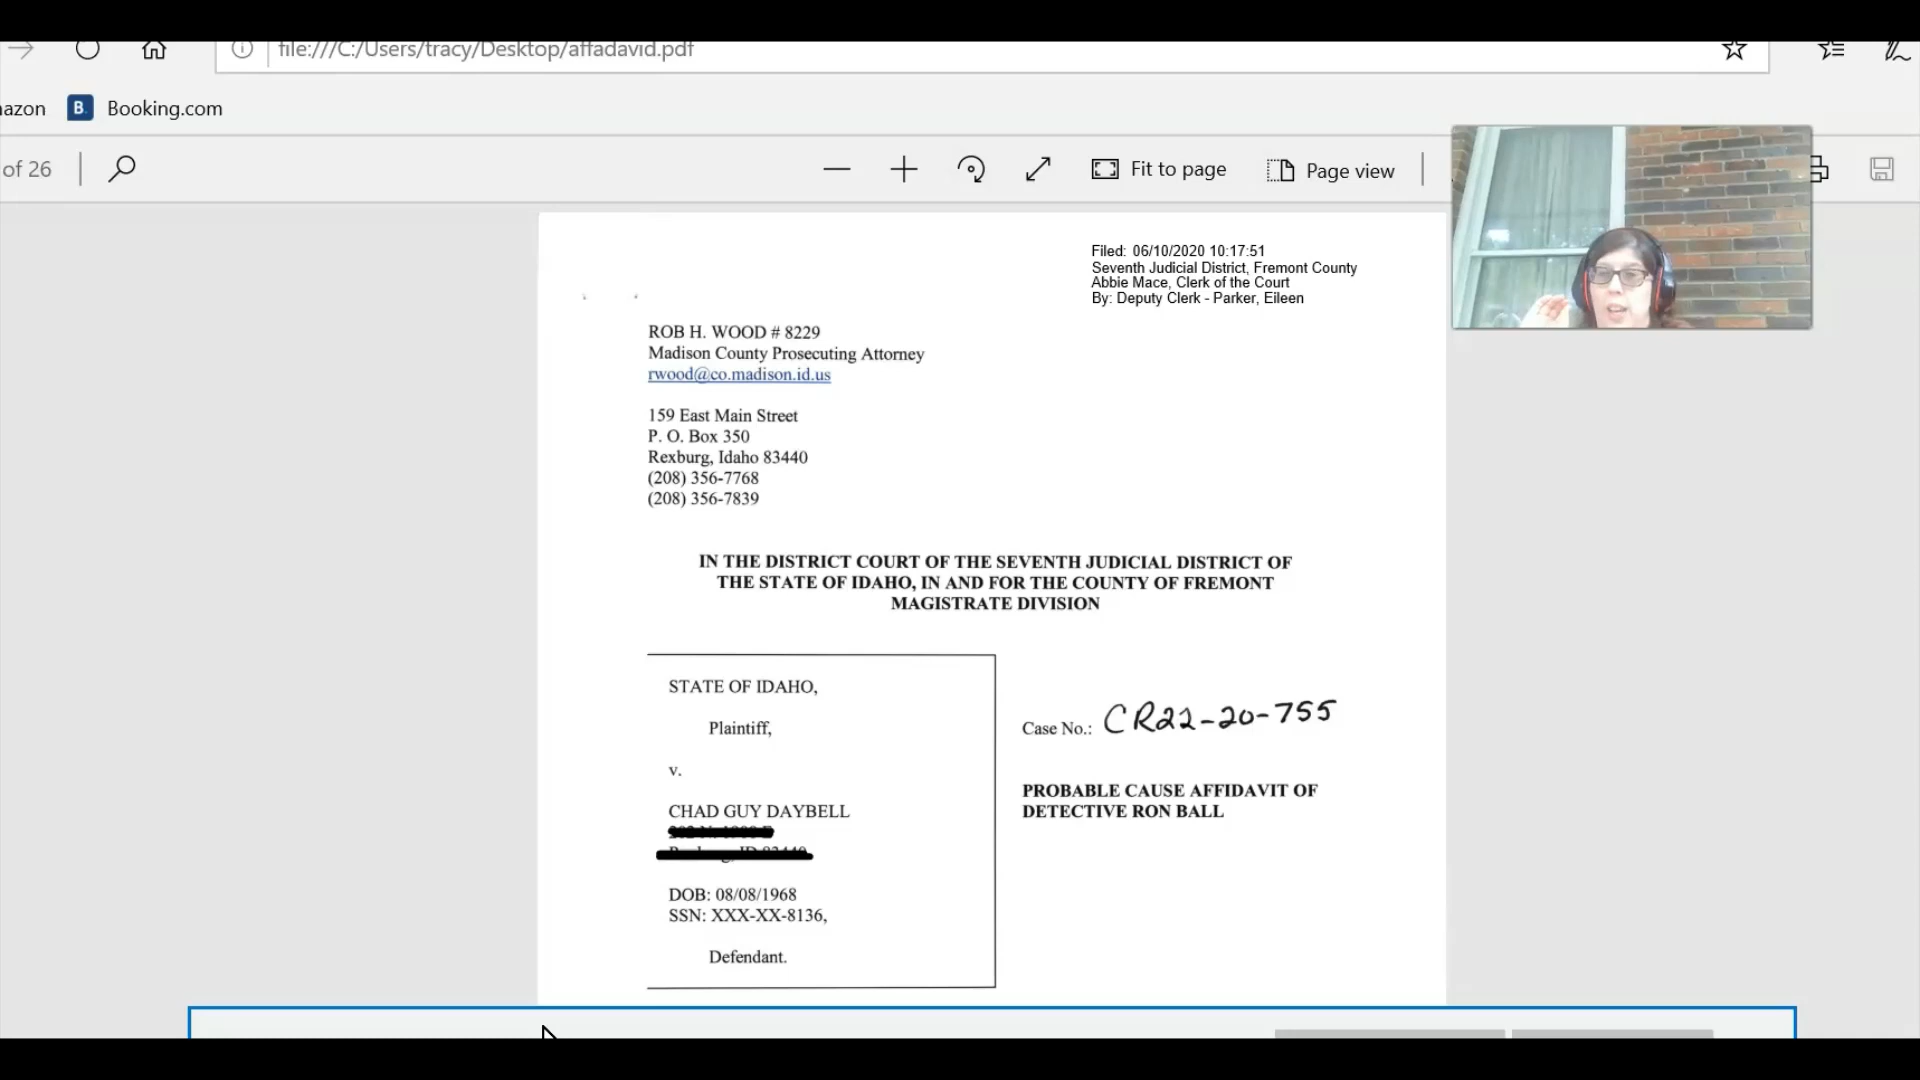 file:///C:/Users/tracy/Desktop/affadavid.pdf
azon Booking.com
of 26 Fit to page Page view
Filed: 06/10/2020 10:17:51
Seventh Judicial District, Fremont County
Abbie Mace, Clerk of the Court
By: Deputy Clerk - Parker, Eileen
ROB H. WOOD # 8229
Madison County Prosecuting Attorney
rwood@co.madison.id.us
159 East Main Street
P. O. Box 350
Rexburg, Idaho 83440
(208) 356-7768
(208) 356-7839
IN THE DISTRICT COURT OF THE SEVENTH JUDICIAL DISTRICT OF
THE STATE OF IDAHO, IN AND FOR THE COUNTY OF FREMONT
MAGISTRATE DIVISION
STATE OF IDAHO,
Plaintiff,
v.
CHAD GUY DAYBELL
DOB: 08/08/1968
SSN: XXX-XX-8136,
Defendant.
Case No.: CR22-20-755
PROBABLE CAUSE AFFIDAVIT OF
DETECTIVE RON BALL